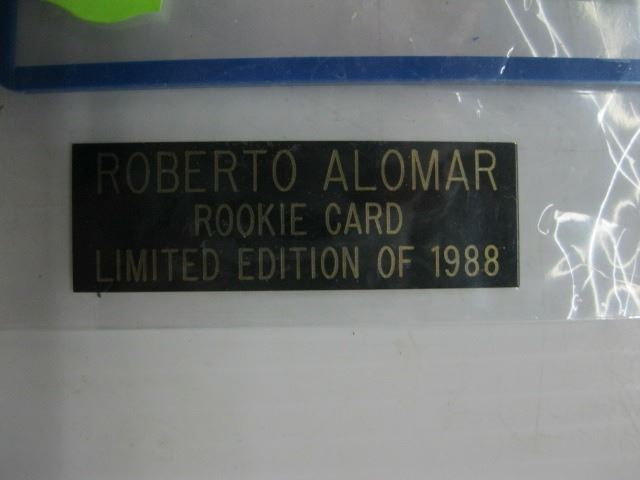 ROBERTO ALOMAR
ROOKIE CARD
LIMITED EDITION OF 1988